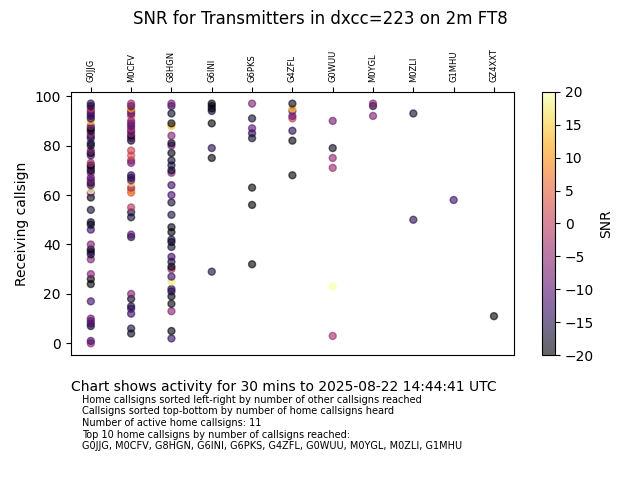 SNR for Transmitters in dxcc=223 on 2m FT8
G0JJG M0CFV G8HGN G6INI G6PKS G4ZFL G0WUU M0YGL M0ZLI G1MHU GZ4XXT
100
80
60
40
20
0
Receiving callsign
20
15
10
5
0
−5
−10
−15
−20
SNR
Chart shows activity for 30 mins to 2025-08-22 14:44:41 UTC
Home callsigns sorted left-right by number of other callsigns reached
Callsigns sorted top-bottom by number of home callsigns heard
Number of active home callsigns: 11
Top 10 home callsigns by number of callsigns reached:
G0JJG, M0CFV, G8HGN, G6INI, G6PKS, G4ZFL, G0WUU, M0YGL, M0ZLI, G1MHU